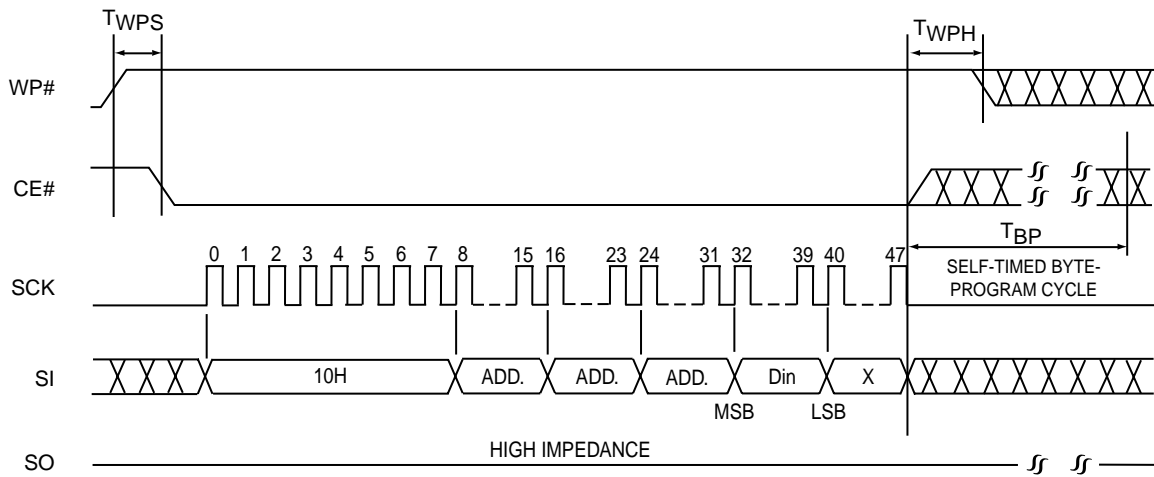 TWPS
TWPH
WP#
CE#
TBP
0 1 2 3 4 5 6 7 8 15 16 23 24 31 32 39 40 47
SCK
SELF-TIMED BYTE-
PROGRAM CYCLE
SI
10H ADD. ADD. ADD. Din X
MSB LSB
HIGH IMPEDANCE
SO